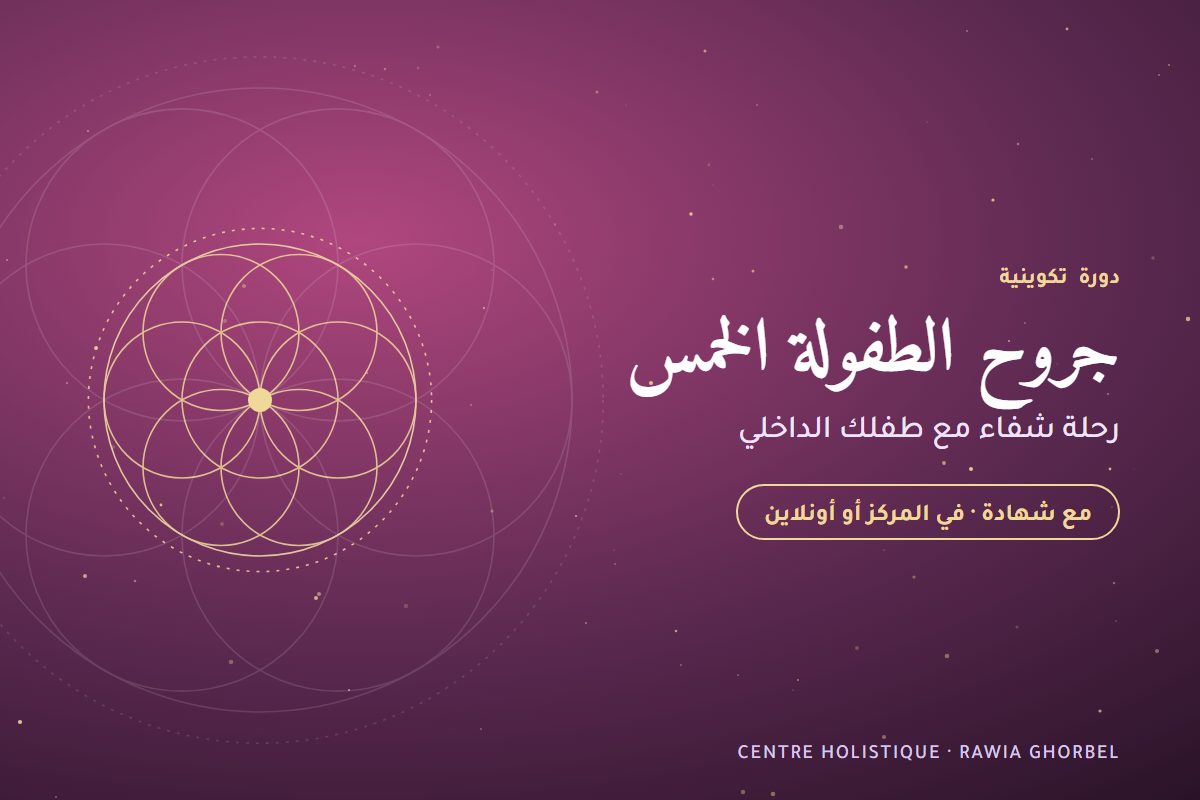 دورة تكوينية
جروح الطفولة الخمس
رحلة شفاء مع طفلك الداخلي
مع شهادة · في المركز أو أونلاين
CENTRE HOLISTIQUE · RAWIA GHORBEL